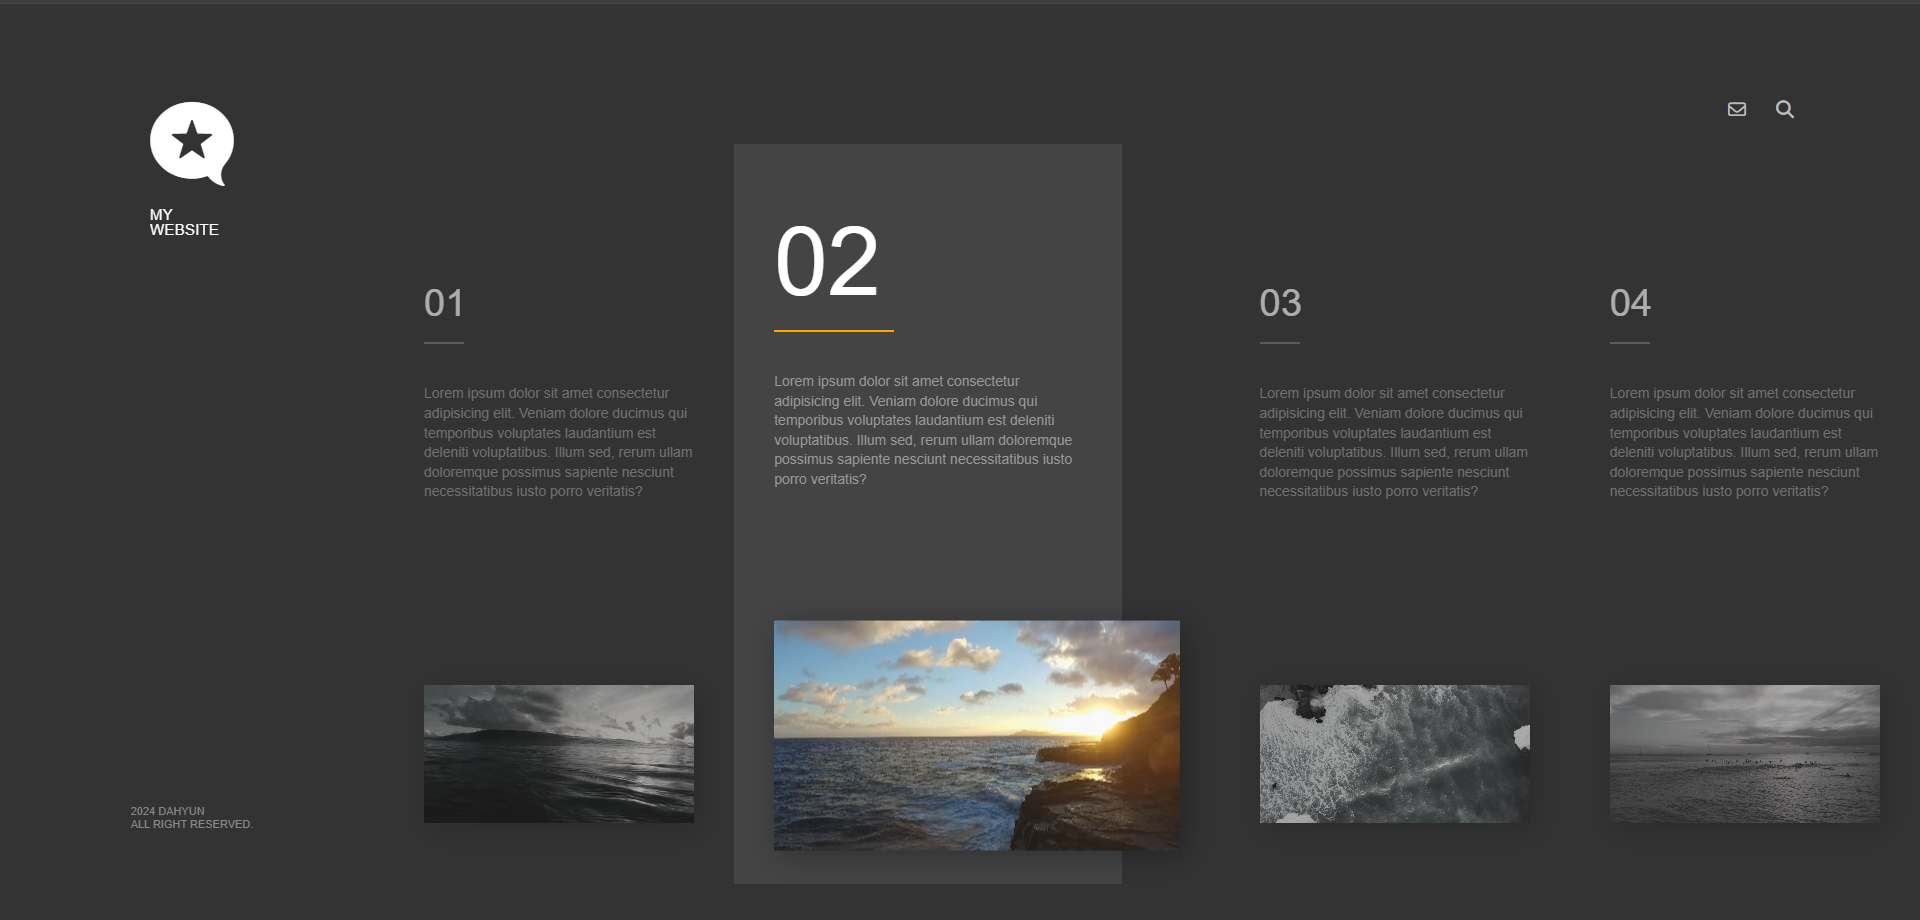 MY
WEBSITE
01
Lorem ipsum dolor sit amet consectetur
adipisicing elit. Veniam dolore ducimus qui
temporibus voluptates laudantium est
deleniti voluptatibus. Illum sed, rerum ullam
doloremque possimus sapiente nesciunt
necessitatibus iusto porro veritatis?
02
Lorem ipsum dolor sit amet consectetur
adipisicing elit. Veniam dolore ducimus qui
temporibus voluptates laudantium est deleniti
voluptatibus. Illum sed, rerum ullam doloremque
possimus sapiente nesciunt necessitatibus iusto
porro veritatis?
03
Lorem ipsum dolor sit amet consectetur
adipisicing elit. Veniam dolore ducimus qui
temporibus voluptates laudantium est
deleniti voluptatibus. Illum sed, rerum ullam
doloremque possimus sapiente nesciunt
necessitatibus iusto porro veritatis?
04
Lorem ipsum dolor sit amet consectetur
adipisicing elit. Veniam dolore ducimus qui
temporibus voluptates laudantium est
deleniti voluptatibus. Illum sed, rerum ullam
doloremque possimus sapiente nesciunt
necessitatibus iusto porro veritatis?
2024 DAHYUN
ALL RIGHT RESERVED.